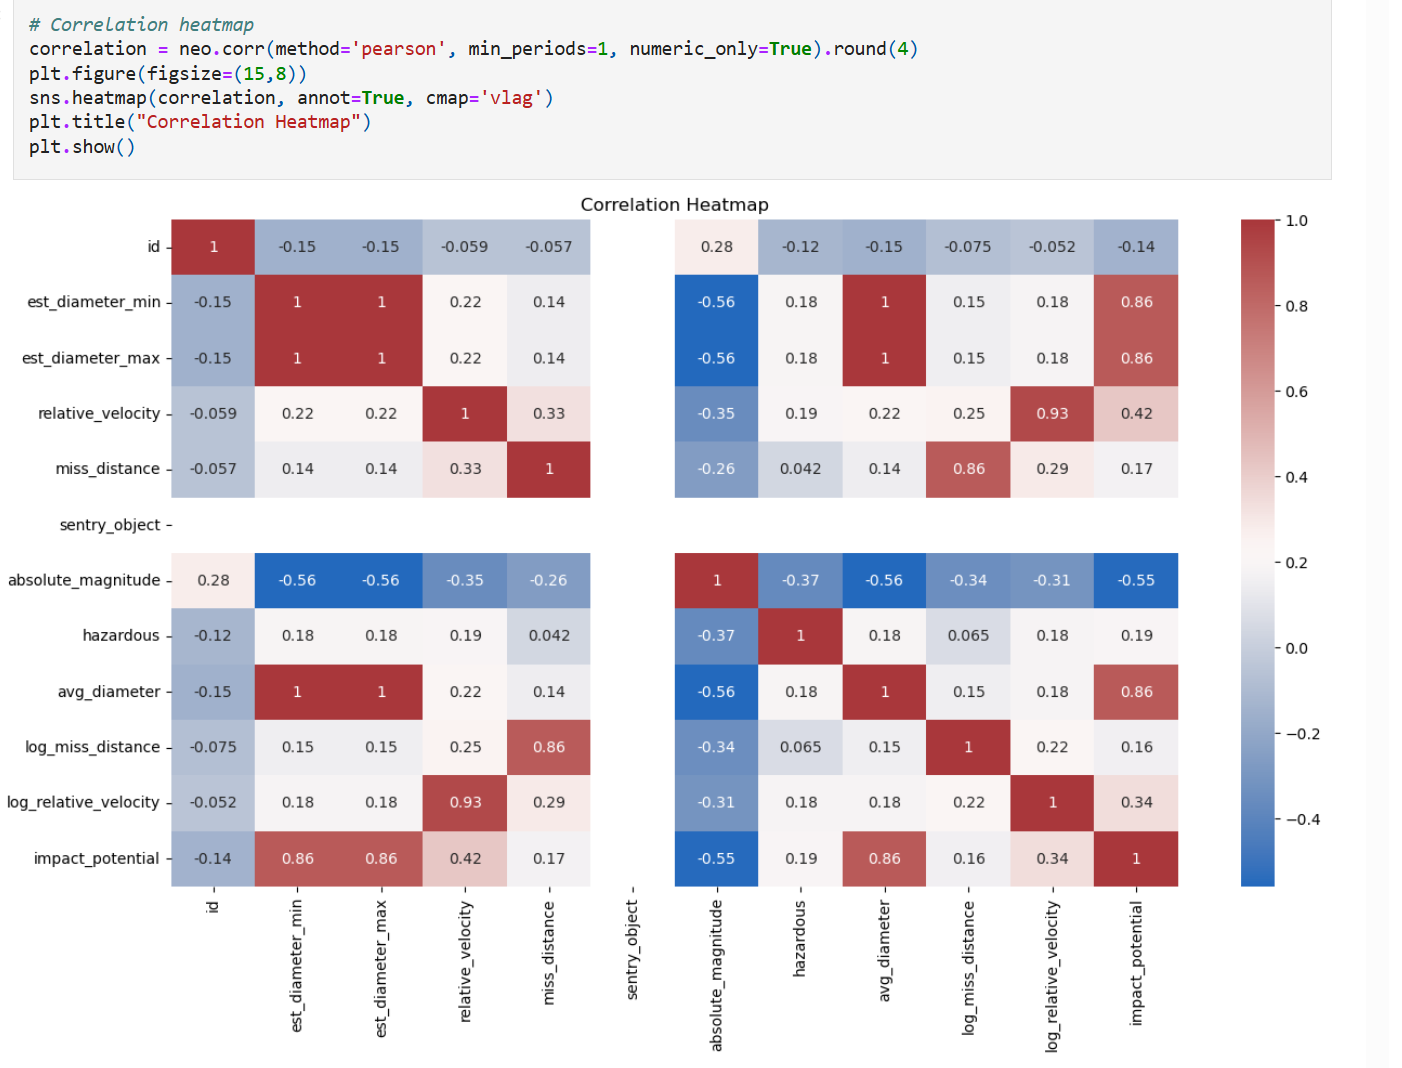 # Correlation heatmap
correlation = neo.corr(method='pearson', min_periods=1, numeric_only=True).round(4)
plt.figure(figsize=(15,8))
sns.heatmap(correlation, annot=True, cmap='vlag')
plt.title("Correlation Heatmap")
plt.show()
Correlation Heatmap
id 1 -0.15 -0.15 -0.059 -0.057 0.28 -0.12 -0.15 -0.075 -0.052 -0.14
est_diameter_min -0.15 1 1 0.22 0.14 -0.56 0.18 1 0.15 0.18 0.86
est_diameter_max -0.15 1 1 0.22 0.14 -0.56 0.18 1 0.15 0.18 0.86
relative_velocity -0.059 0.22 0.22 1 0.33 -0.35 0.19 0.22 0.25 0.93 0.42
miss_distance -0.057 0.14 0.14 0.33 1 -0.26 0.042 0.14 0.86 0.29 0.17
sentry_object
absolute_magnitude 0.28 -0.56 -0.56 -0.35 -0.26 1 -0.37 -0.56 -0.34 -0.31 -0.55
hazardous -0.12 0.18 0.18 0.19 0.042 -0.37 1 0.18 0.065 0.18 0.19
avg_diameter -0.15 1 1 0.22 0.14 -0.56 0.18 1 0.15 0.18 0.86
log_miss_distance -0.075 0.15 0.15 0.25 0.86 -0.34 0.065 0.15 1 0.22 0.16
log_relative_velocity -0.052 0.18 0.18 0.93 0.29 -0.31 0.18 0.18 0.22 1 0.34
impact_potential -0.14 0.86 0.86 0.42 0.17 -0.55 0.19 0.86 0.16 0.34 1
id
est_diameter_min
est_diameter_max
relative_velocity
miss_distance
sentry_object
absolute_magnitude
hazardous
avg_diameter
log_miss_distance
log_relative_velocity
impact_potential
1.0
0.8
0.6
0.4
0.2
0.0
−0.2
−0.4